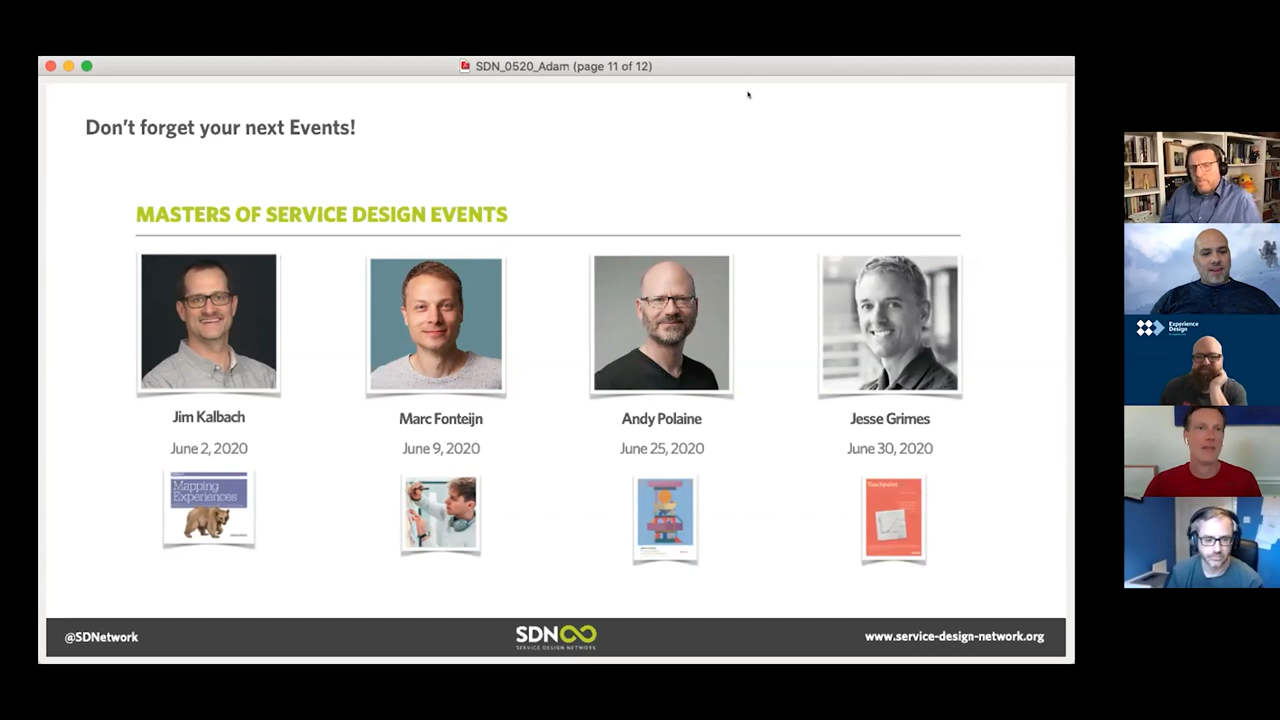 SDN_0520_Adam (page 11 of 12)
Don't forget your next Events!
MASTERS OF SERVICE DESIGN EVENTS
Jim Kalbach
Marc Fonteijn
Andy Polaine
Jesse Grimes
June 2, 2020
June 9, 2020
June 25, 2020
June 30, 2020
Mapping
Experiences
Touchpoint
@SDNetwork
SDN
SERVICE DESIGN NETWORK
www.service-design-network.org
Experience
Design